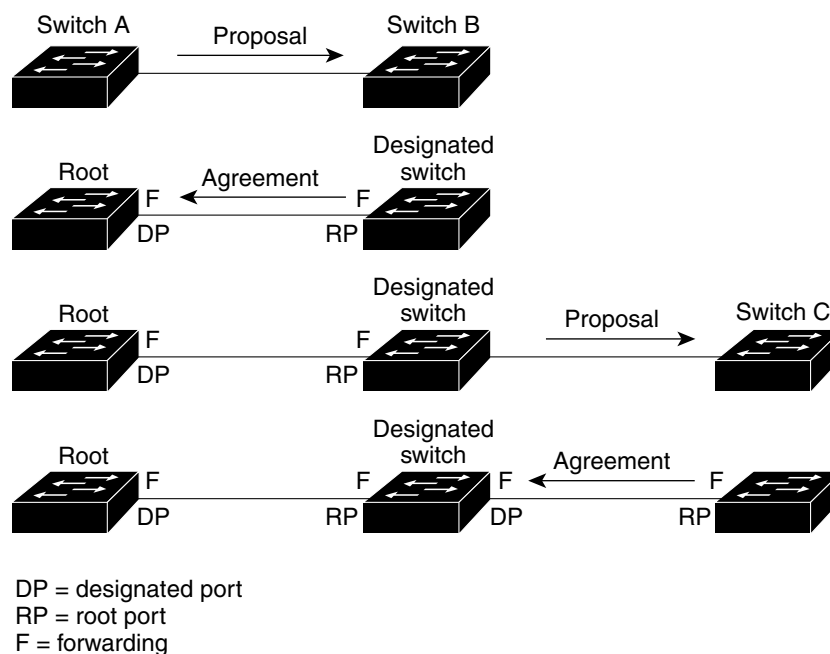 Switch A
Proposal
Switch B
Root
F
Agreement
F
Designated
switch
DP
RP
Root
F
F
Designated
switch
Proposal
Switch C
DP
RP
Root
F
F
Designated
switch
F
Agreement
F
DP
RP
DP
RP
DP = designated port
RP = root port
F = forwarding